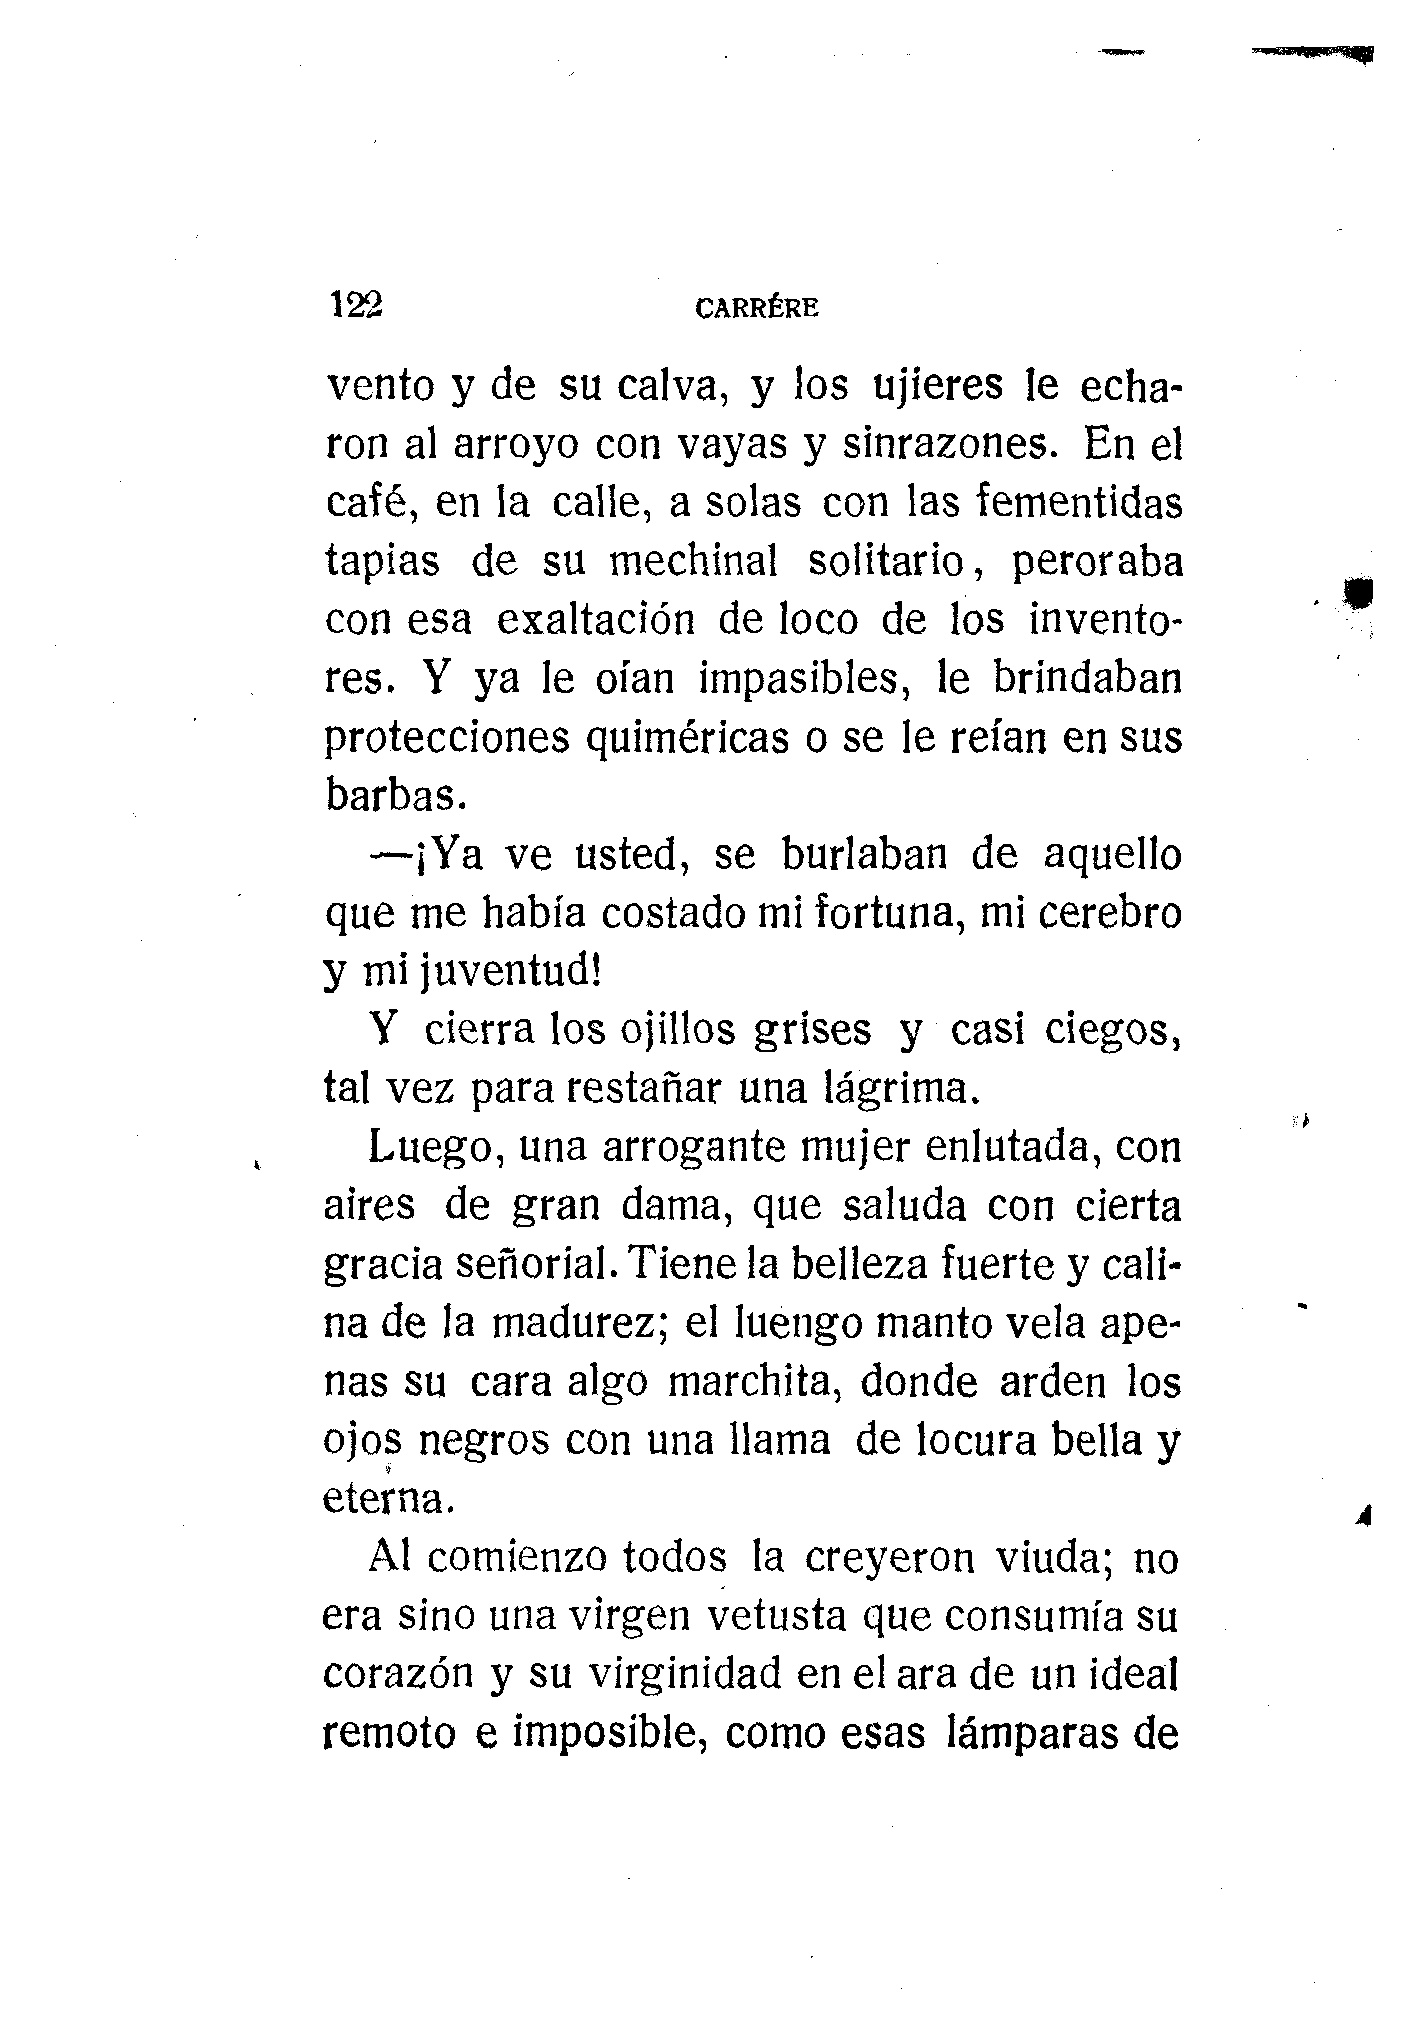 122 CARRÉRE
vento y de su calva, y los ujieres le echa-
ron al arroyo con vayas y sinrazones. En el
café, en la calle, a solas con las fementidas
tapias de su mechinal solitario, peroraba
con esa exaltación de loco de los invento-
res. Y ya le oían impasibles, le brindaban
protecciones quiméricas o se le reían en sus
barbas.
—¡Ya ve usted, se burlaban de aquello
que me había costado mi fortuna, mi cerebro
y mi juventud!
Y cierra los ojillos grises y casi ciegos,
tal vez para restañar una lágrima.
Luego, una arrogante mujer enlutada, con
aires de gran dama, que saluda con cierta
gracia señorial. Tiene la belleza fuerte y cali-
na de la madurez; el luengo manto vela ape-
nas su cara algo marchita, donde arden los
ojos negros con una llama de locura bella y
eterna.
Al comienzo todos la creyeron viuda; no
era sino una virgen vetusta que consumía su
corazón y su virginidad en el ara de un ideal
remoto e imposible, como esas lámparas de